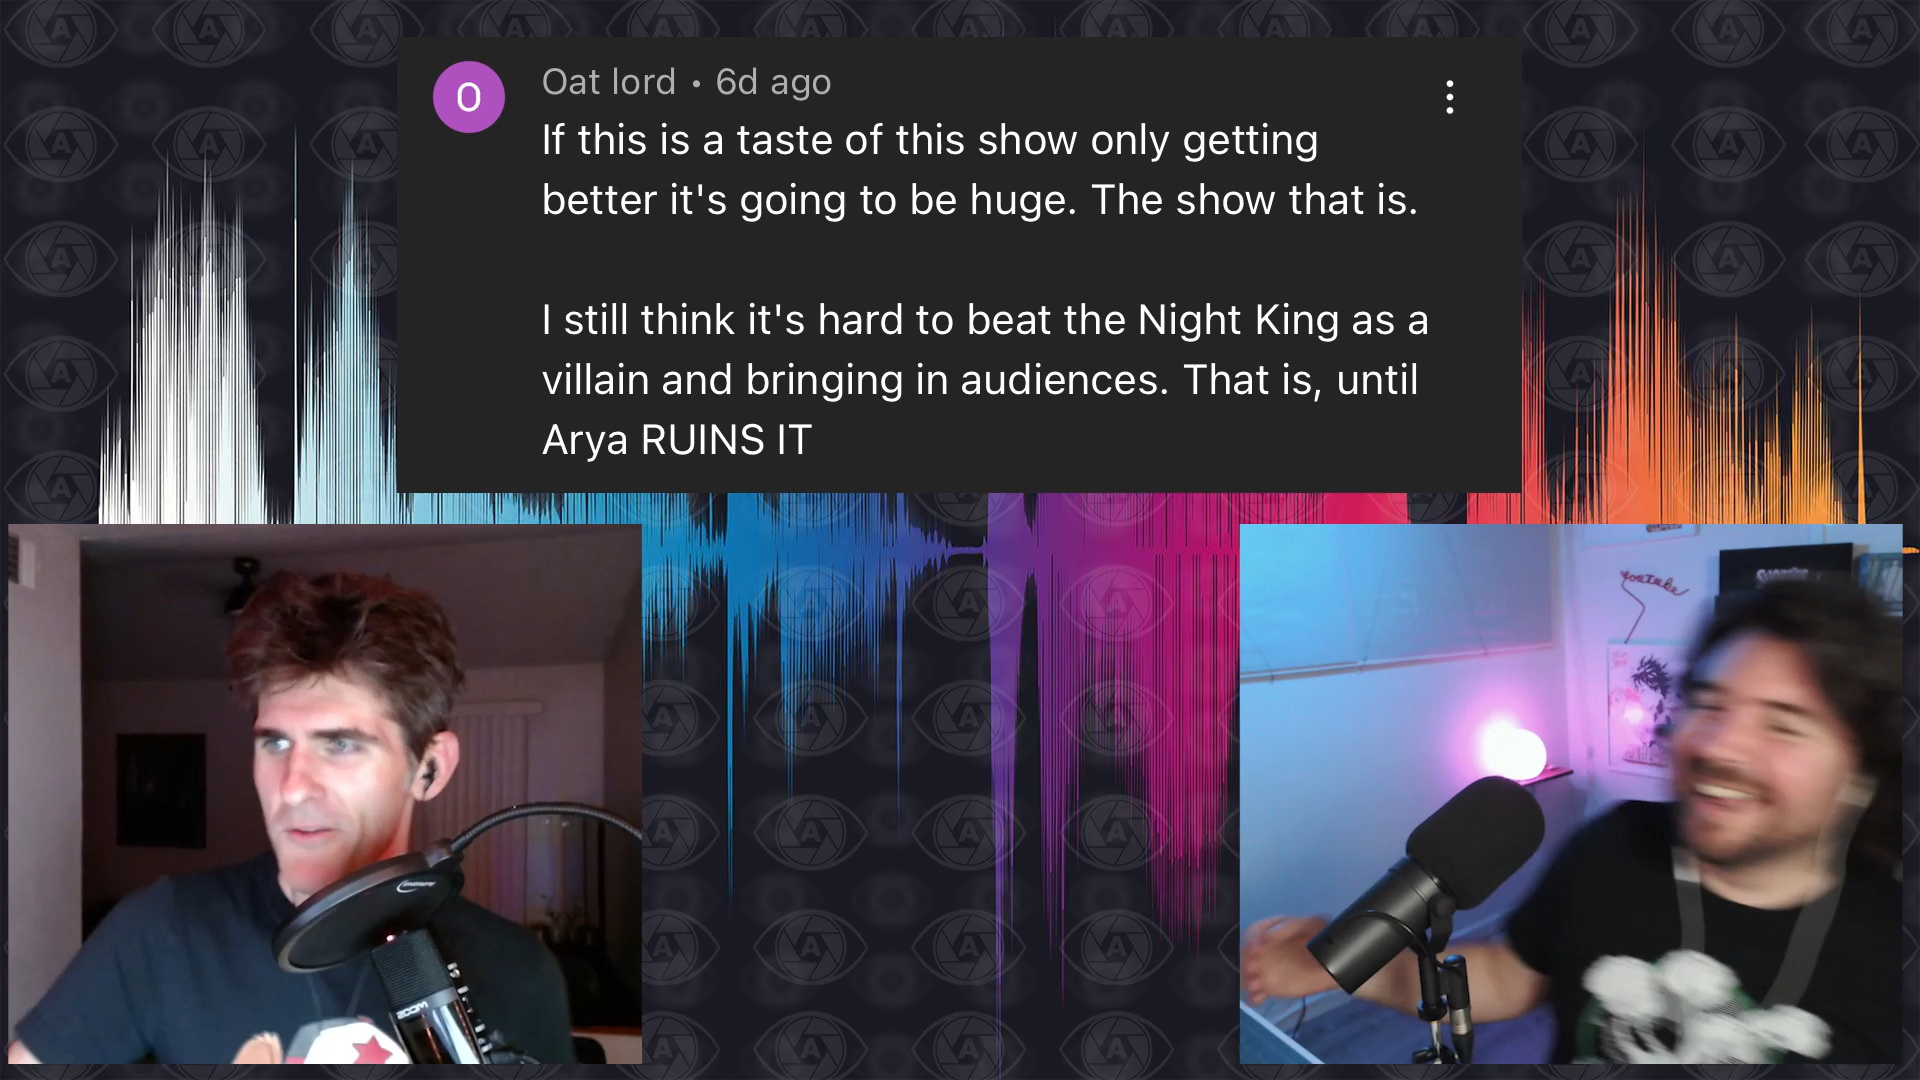 O
Oat lord • 6d ago
If this is a taste of this show only getting
better it's going to be huge. The show that is.
I still think it's hard to beat the Night King as a
villain and bringing in audiences. That is, until
Arya RUINS IT
youtube
ZOOM
A